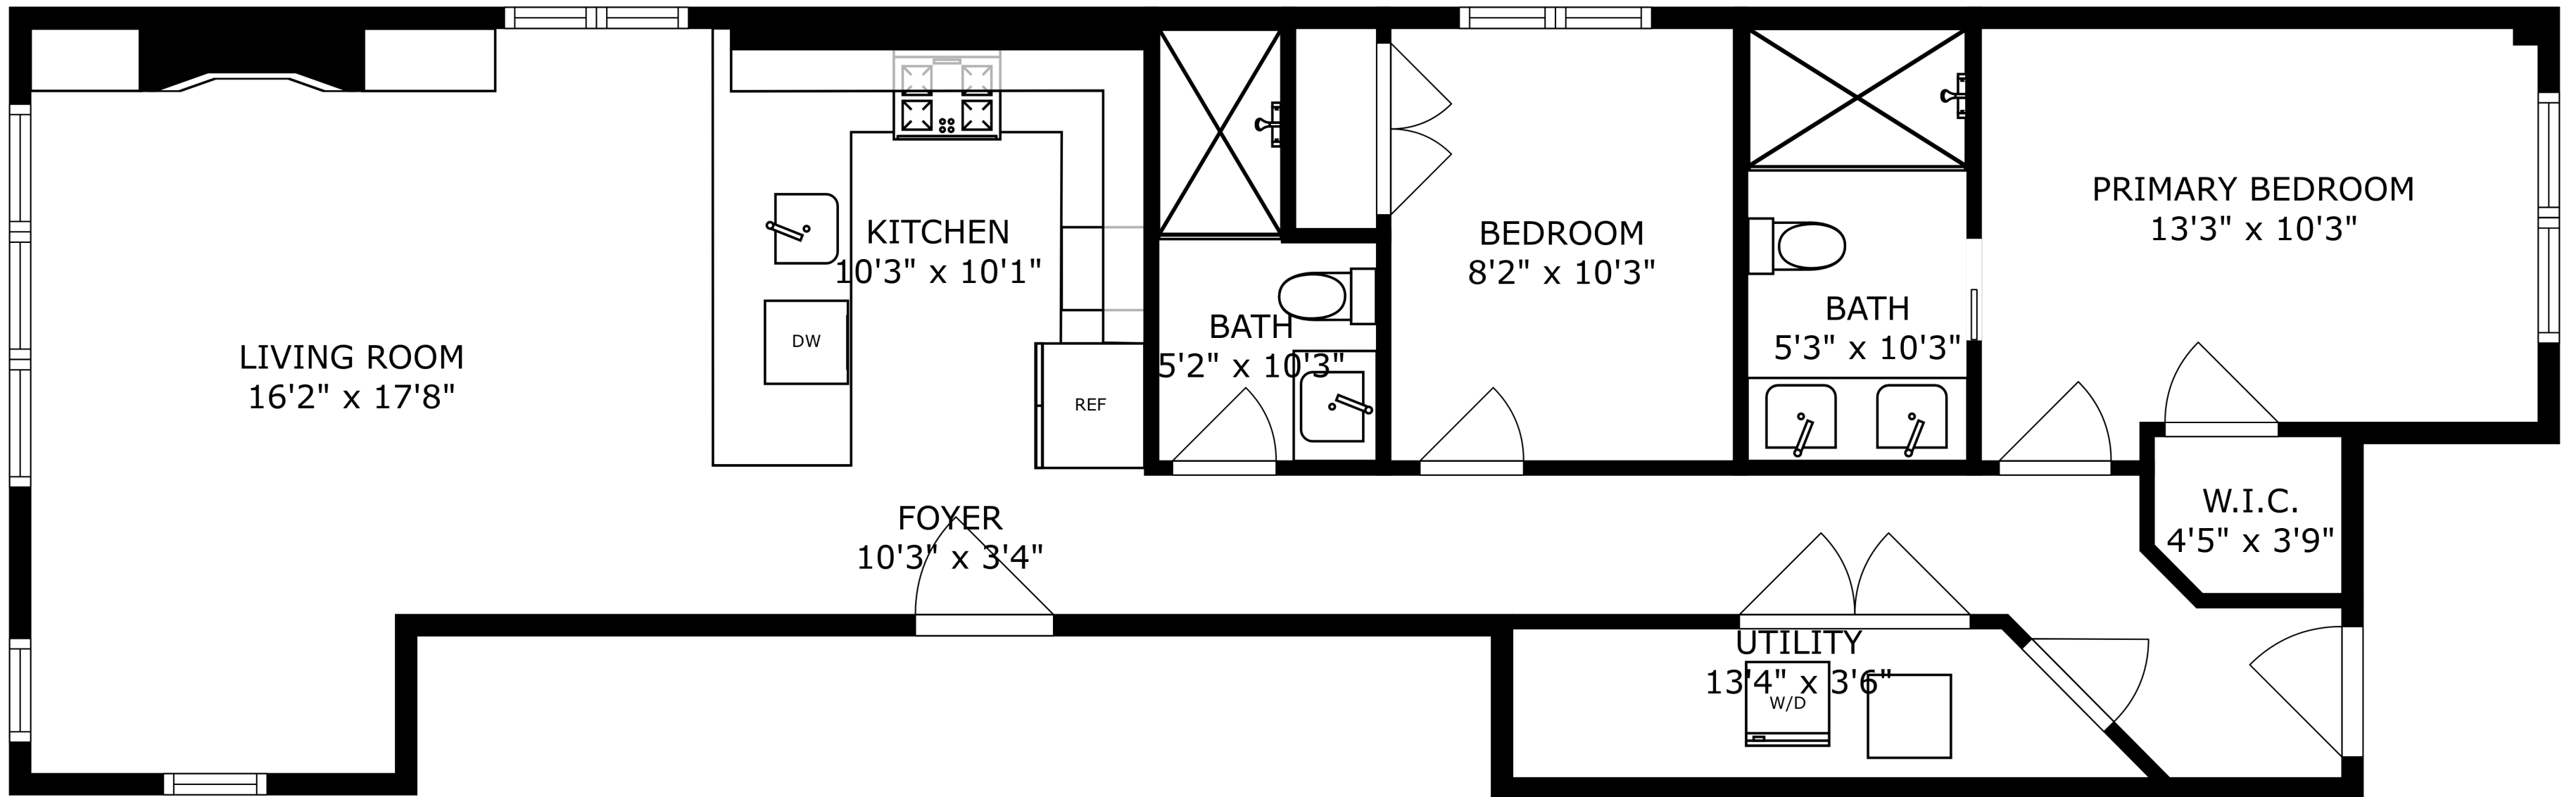 LIVING ROOM
16'2" x 17'8"
KITCHEN
10'3" x 10'1"
DW
REF
FOYER
10'3" x 3'4"
BATH
5'2" x 10'3"
BEDROOM
8'2" x 10'3"
BATH
5'3" x 10'3"
PRIMARY BEDROOM
13'3" x 10'3"
W.I.C.
4'5" x 3'9"
UTILITY
13'4" x 3'6"
W/D